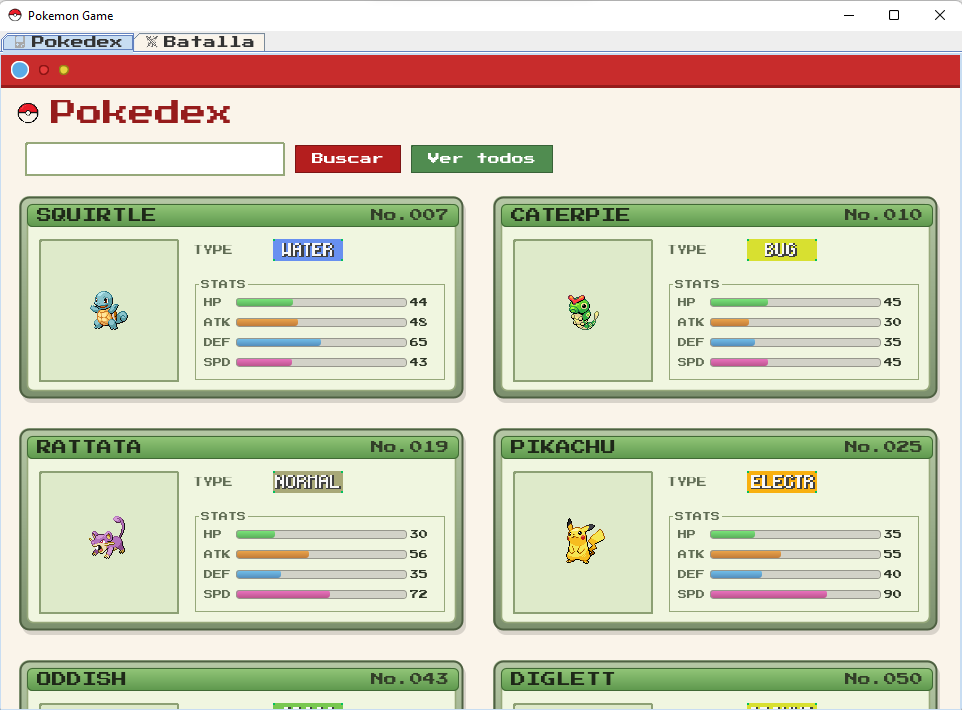 Pokemon Game
Pokedex Batalla
Pokedex
Buscar Ver todos
SQUIRTLE No.007
TYPE WATER
STATS
HP 44
ATK 48
DEF 65
SPD 43
CATERPIE No.010
TYPE BUG
STATS
HP 45
ATK 30
DEF 35
SPD 45
RATTATA No.019
TYPE NORMAL
STATS
HP 30
ATK 56
DEF 35
SPD 72
PIKACHU No.025
TYPE ELECTR
STATS
HP 35
ATK 55
DEF 40
SPD 90
ODDISH No.043
DIGLETT No.050